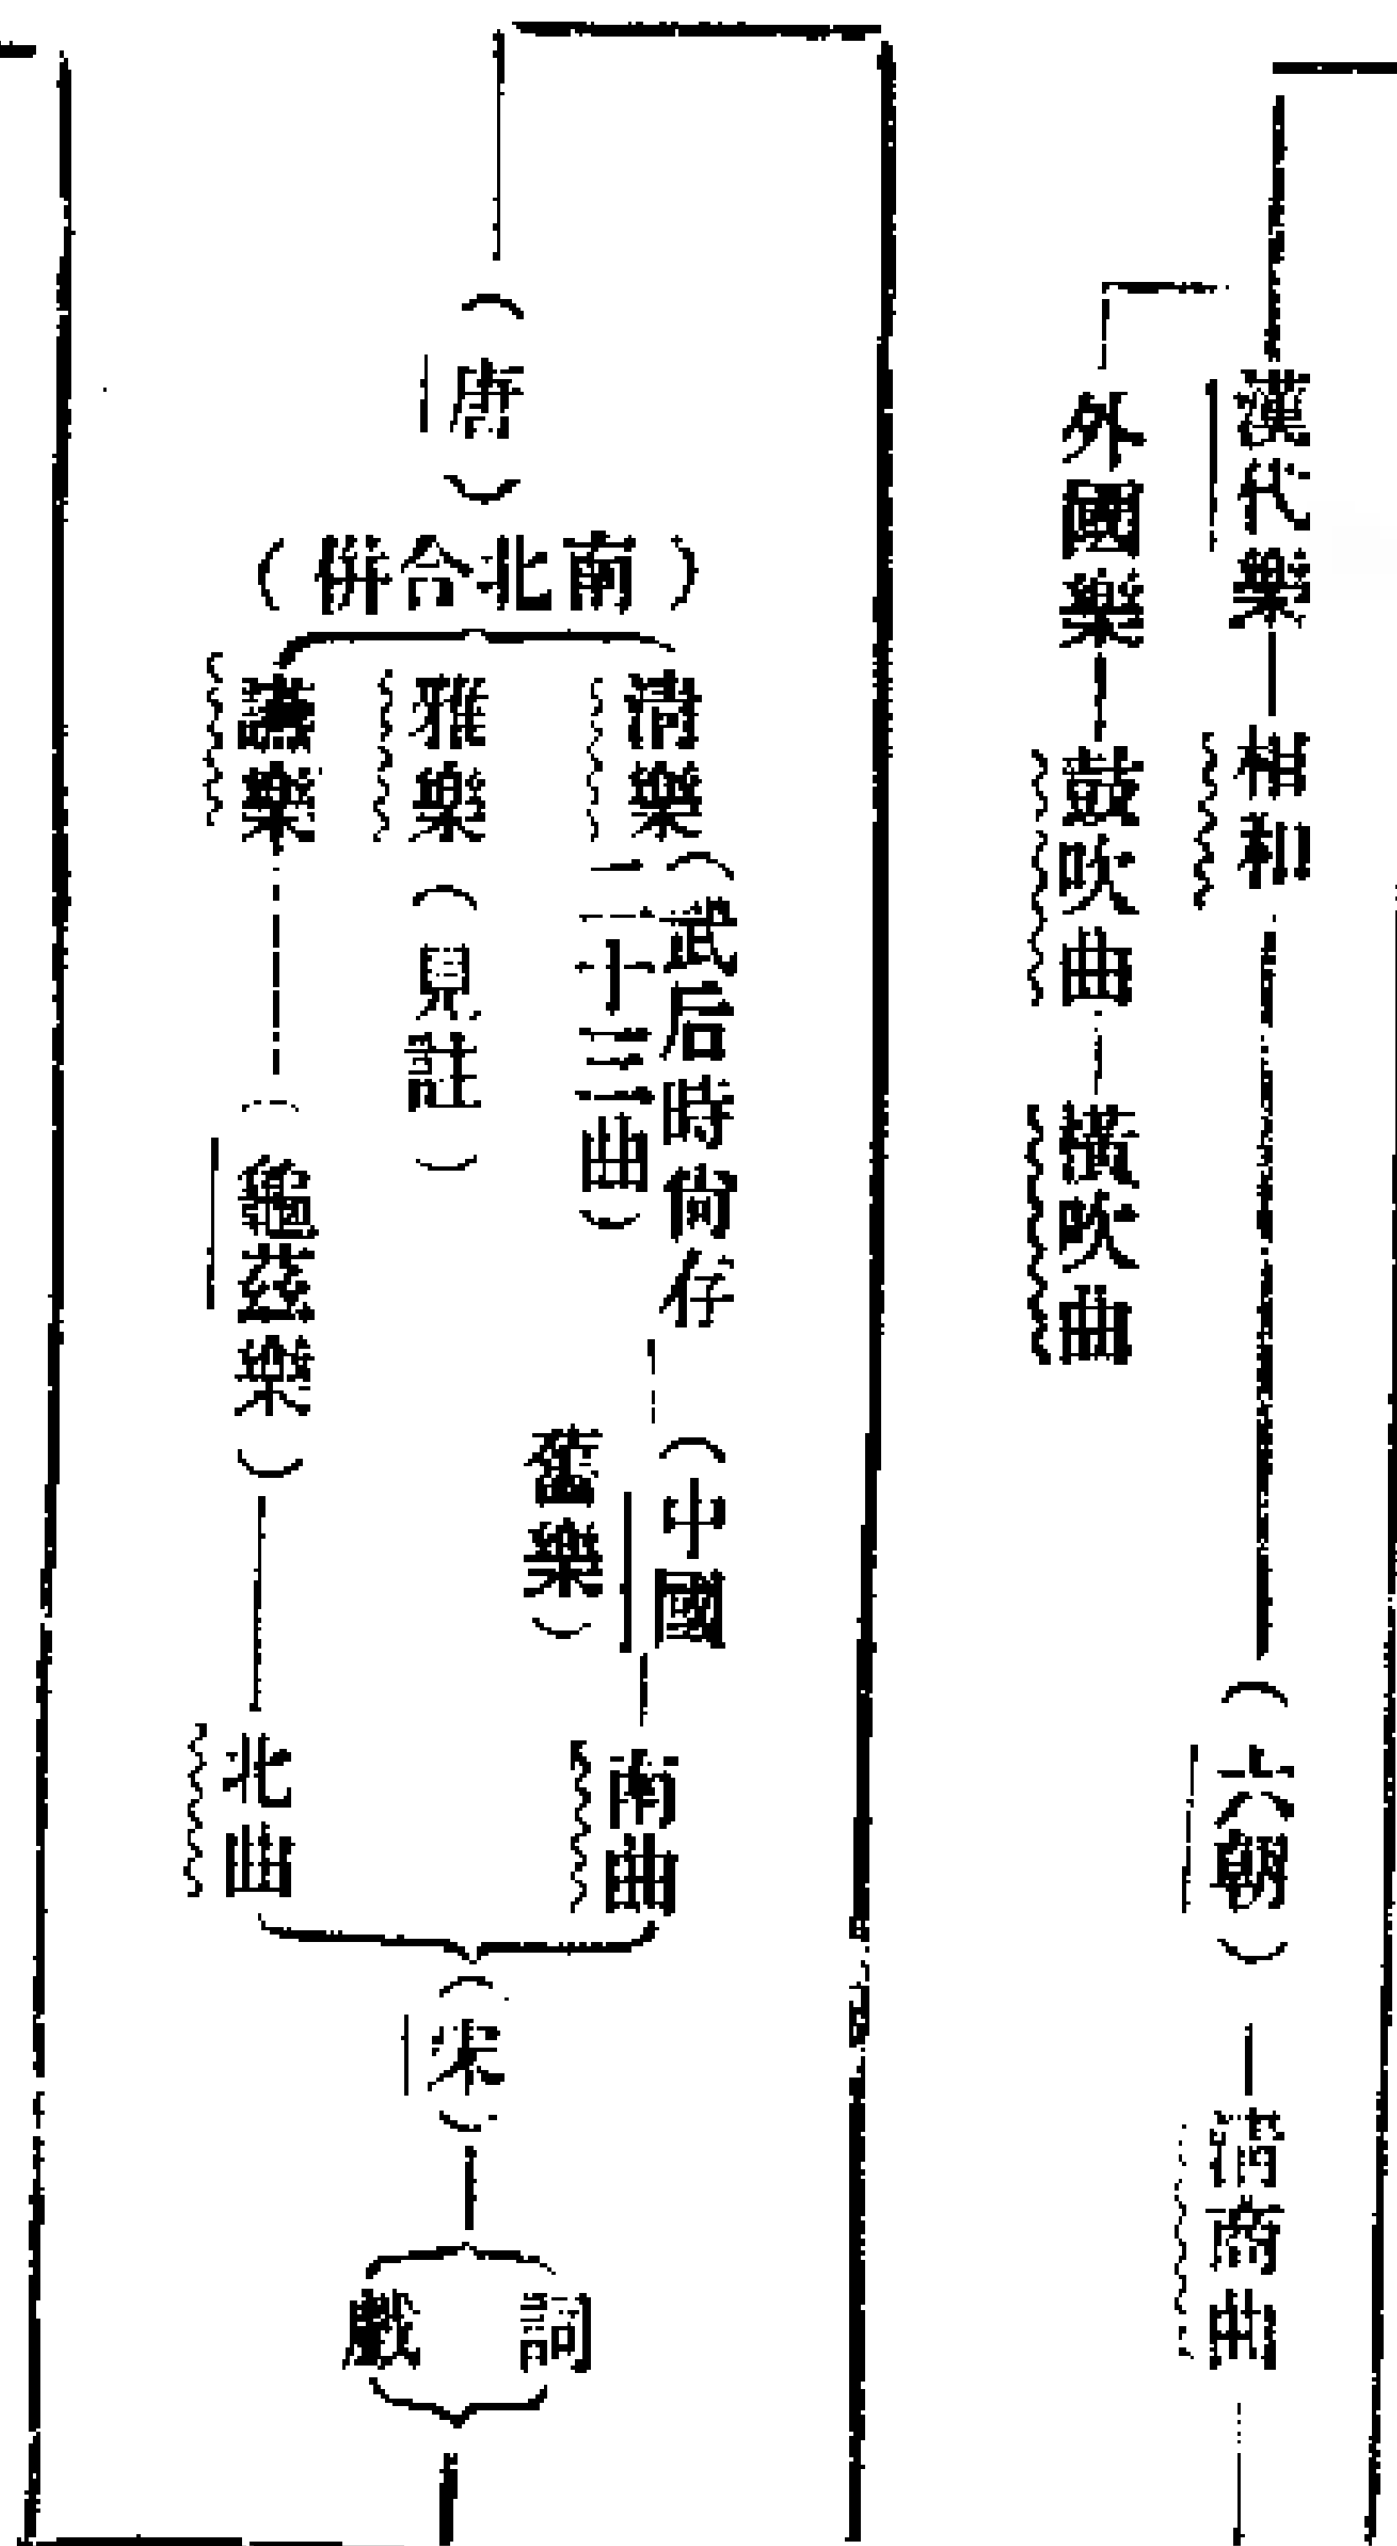 漢代樂—相和—(六朝)—清商曲—
外國樂—鼓吹曲—橫吹曲
(唐)
(南北合併)
清樂(武后時尙存二十三曲)—(中國舊樂)—南曲
雅樂(見註)
讌樂—(龜茲樂)—北曲
(宋)
詞
戲